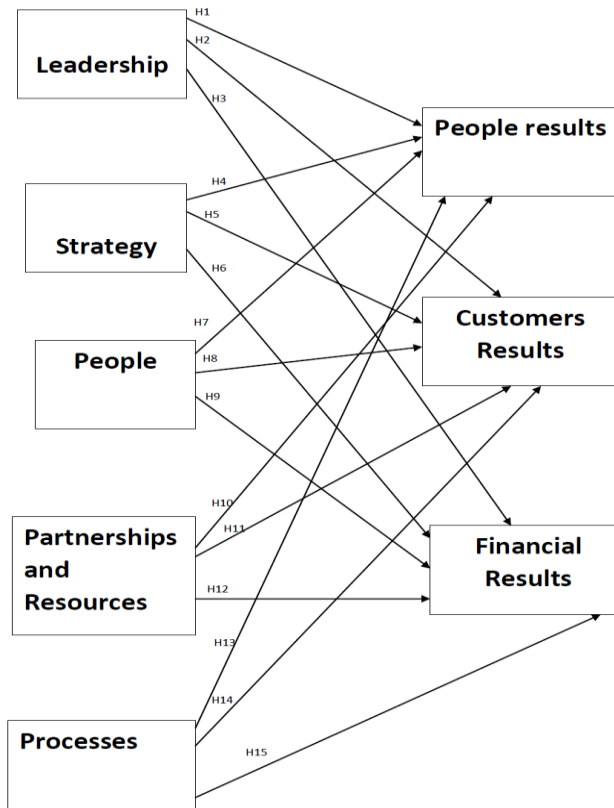 H1
H2
Leadership
H3
People results
H4
H5
Strategy
H6
Customers
Results
H7
People
H8
H9
H10
H11
Partnerships
and
Resources
Financial
Results
H12
H13
H14
Processes
H15